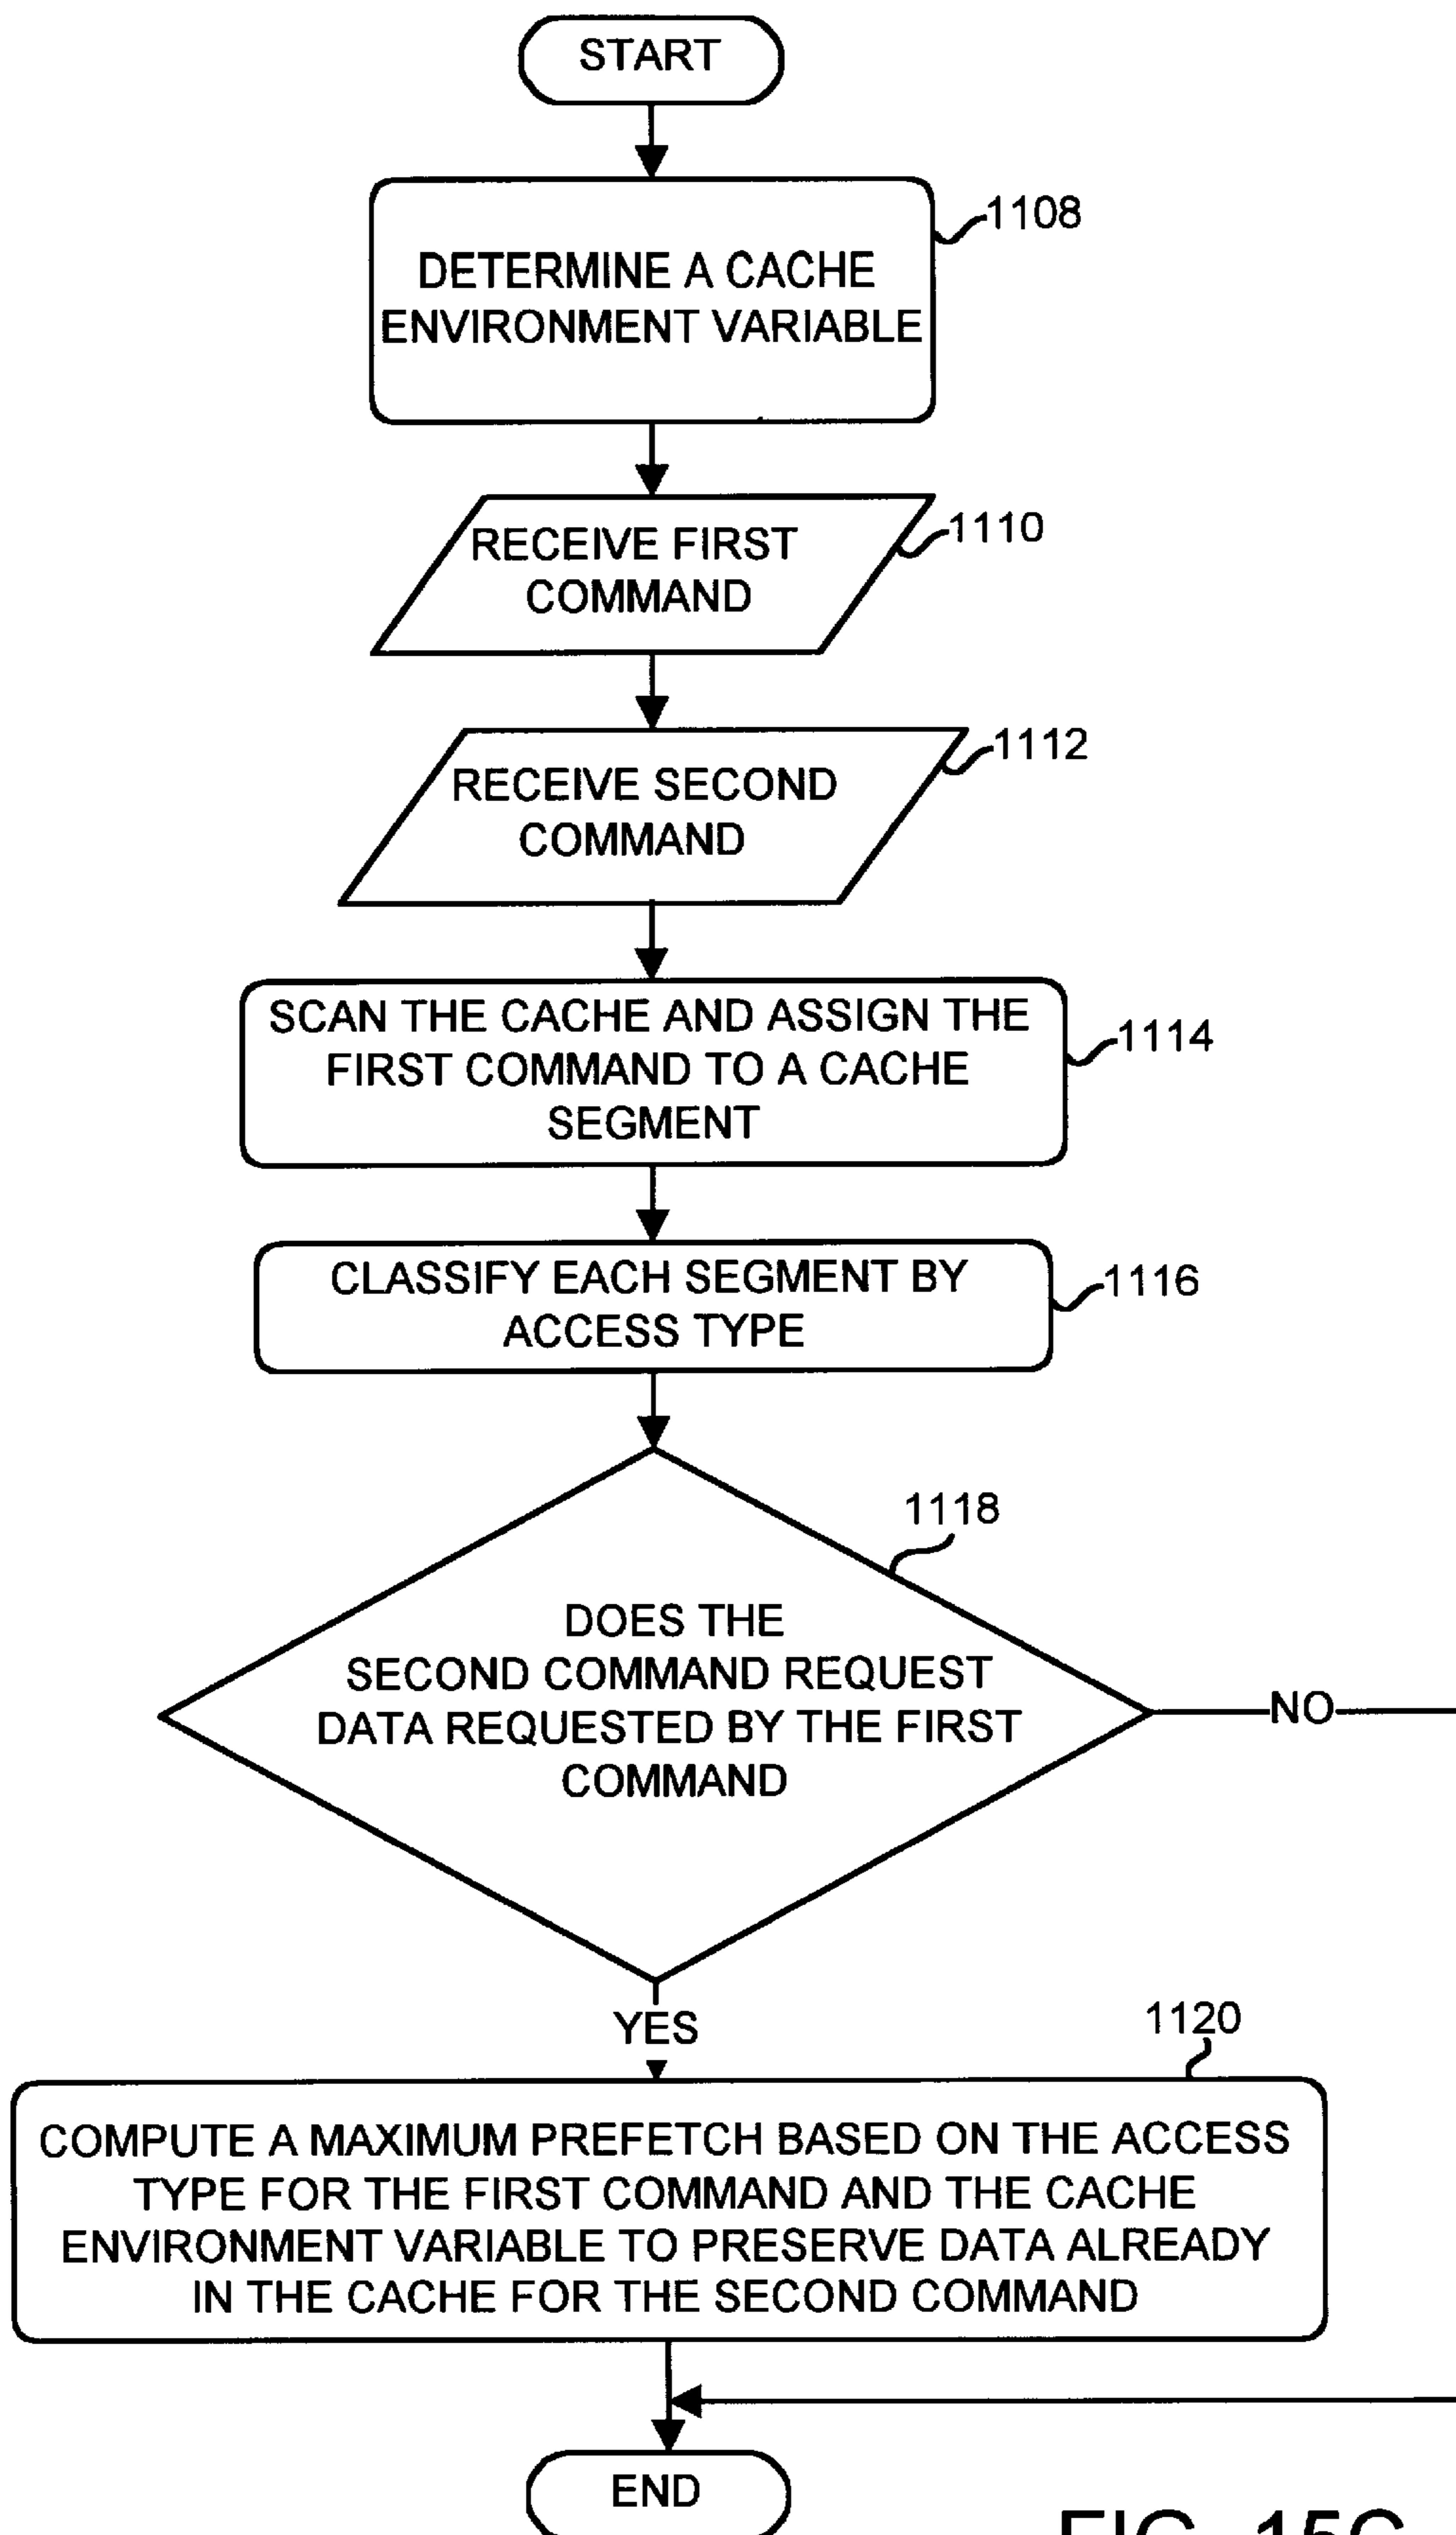 START
1108
DETERMINE A CACHE
ENVIRONMENT VARIABLE
1110
RECEIVE FIRST
COMMAND
1112
RECEIVE SECOND
COMMAND
SCAN THE CACHE AND ASSIGN THE
1114
FIRST COMMAND TO A CACHE
SEGMENT
CLASSIFY EACH SEGMENT BY
1116
ACCESS TYPE
1118
DOES THE
SECOND COMMAND REQUEST
DATA REQUESTED BY THE FIRST
NO
COMMAND
YES
1120
COMPUTE A MAXIMUM PREFETCH BASED ON THE ACCESS
TYPE FOR THE FIRST COMMAND AND THE CACHE
ENVIRONMENT VARIABLE TO PRESERVE DATA ALREADY
IN THE CACHE FOR THE SECOND COMMAND
END
FIG. 15C